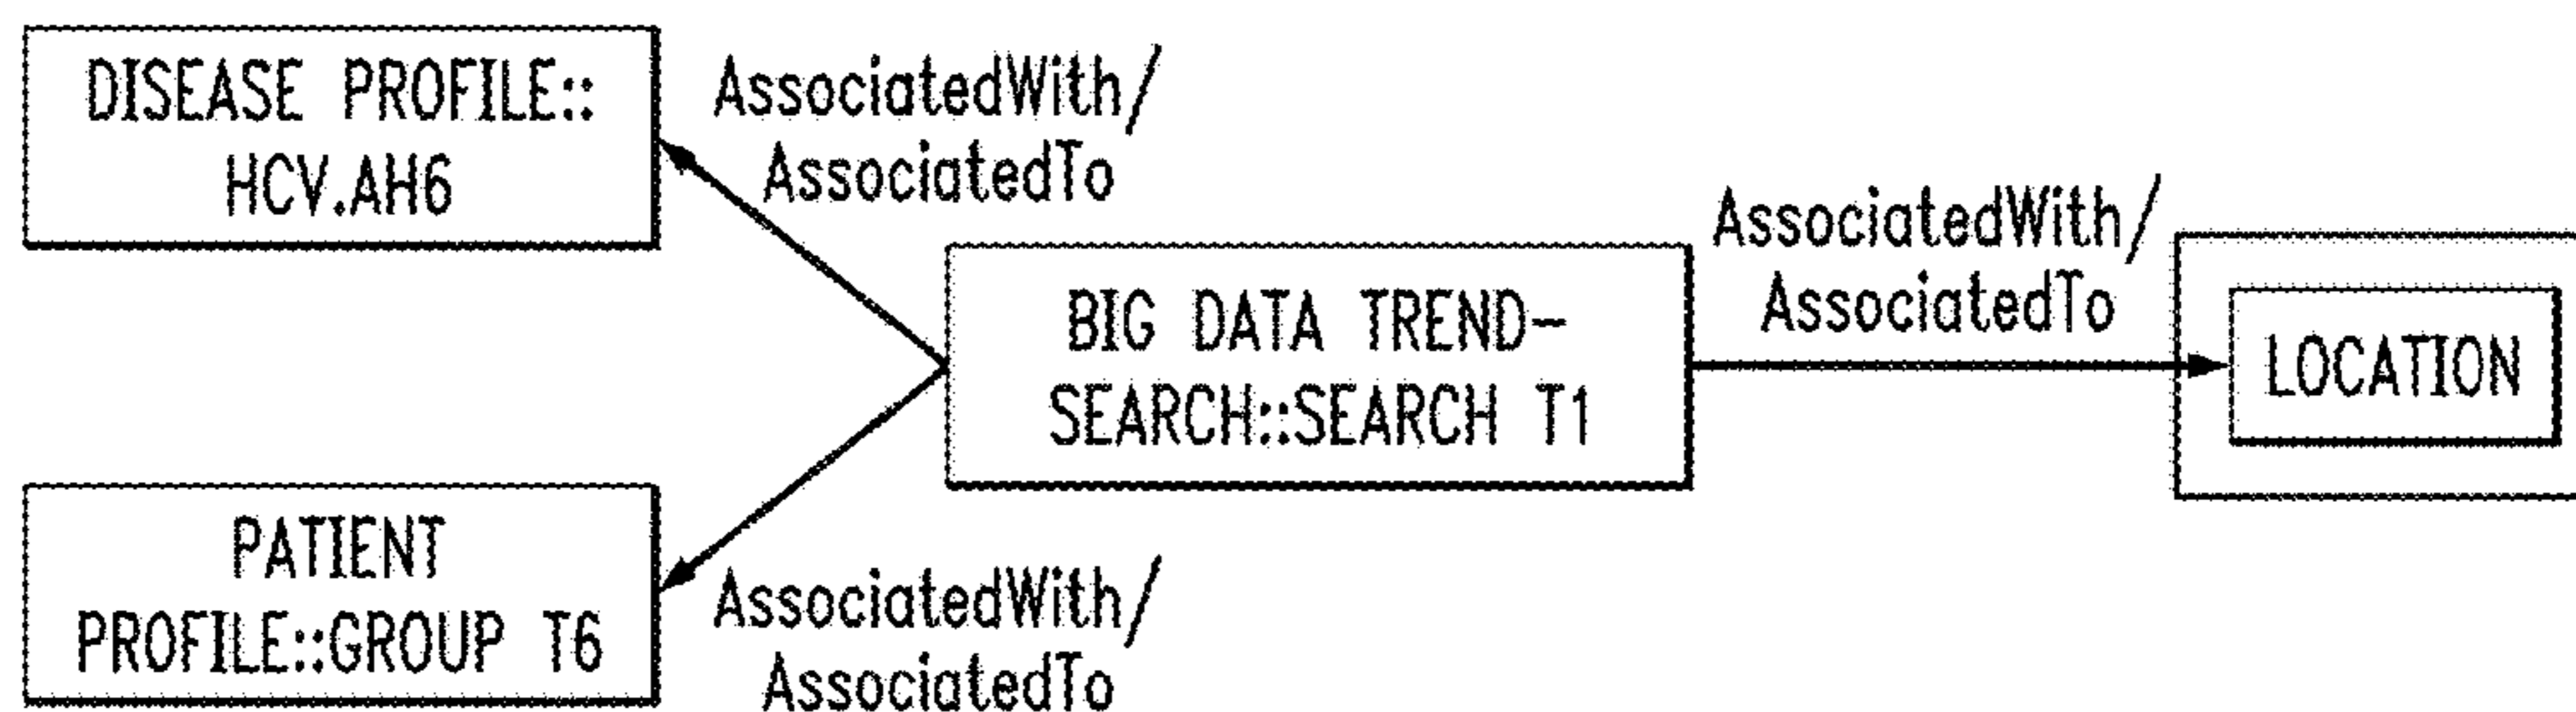 DISEASE PROFILE::
HCV.AH6
AssociatedWith/
AssociatedTo
BIG DATA TREND-
SEARCH::SEARCH T1
AssociatedWith/
AssociatedTo
LOCATION
PATIENT
PROFILE::GROUP T6
AssociatedWith/
AssociatedTo